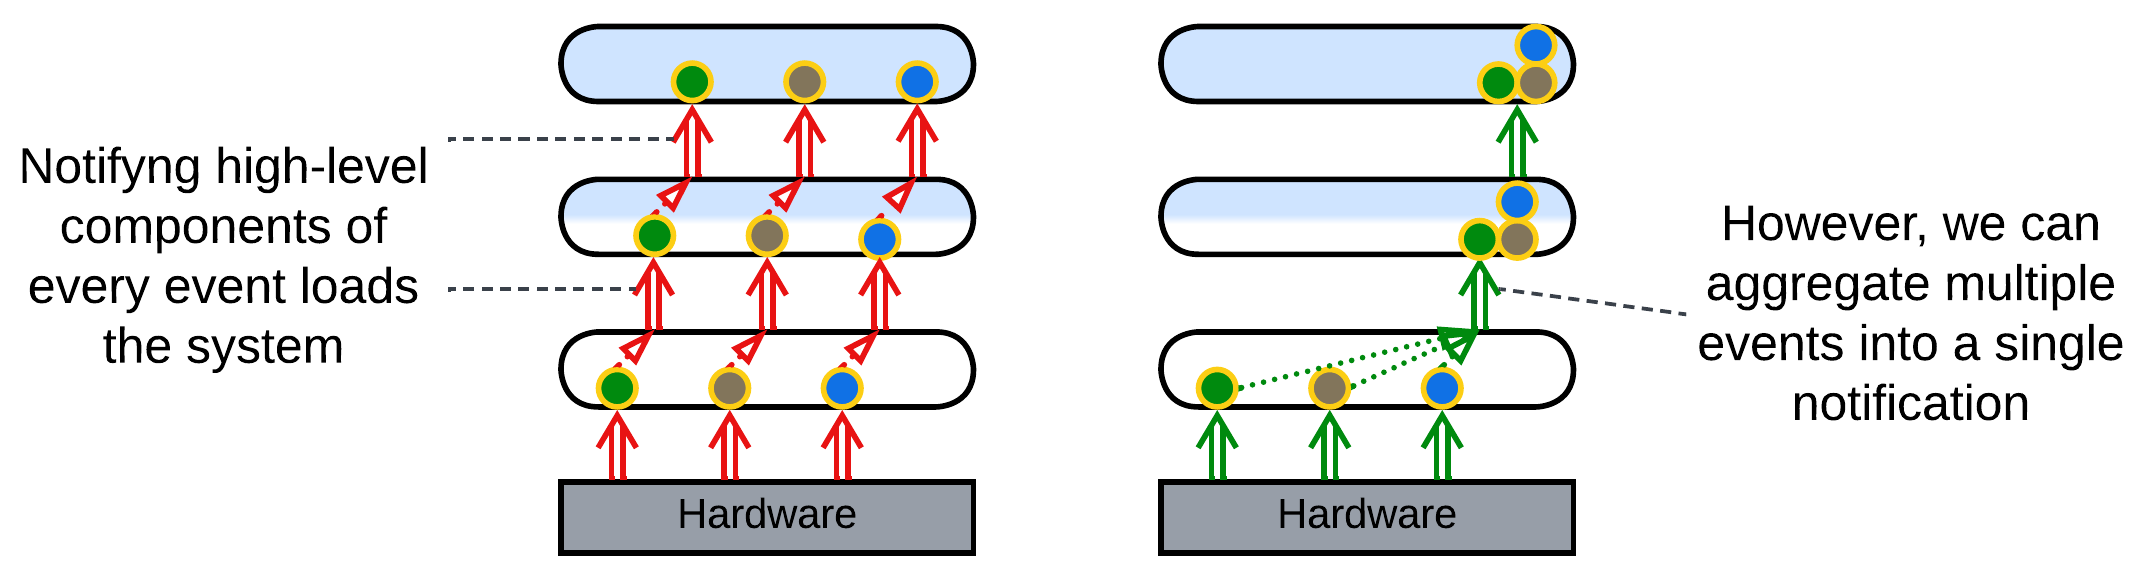 Notifyng high-level
components of
every event loads
the system
However, we can
aggregate multiple
events into a single
notification
Hardware
Hardware